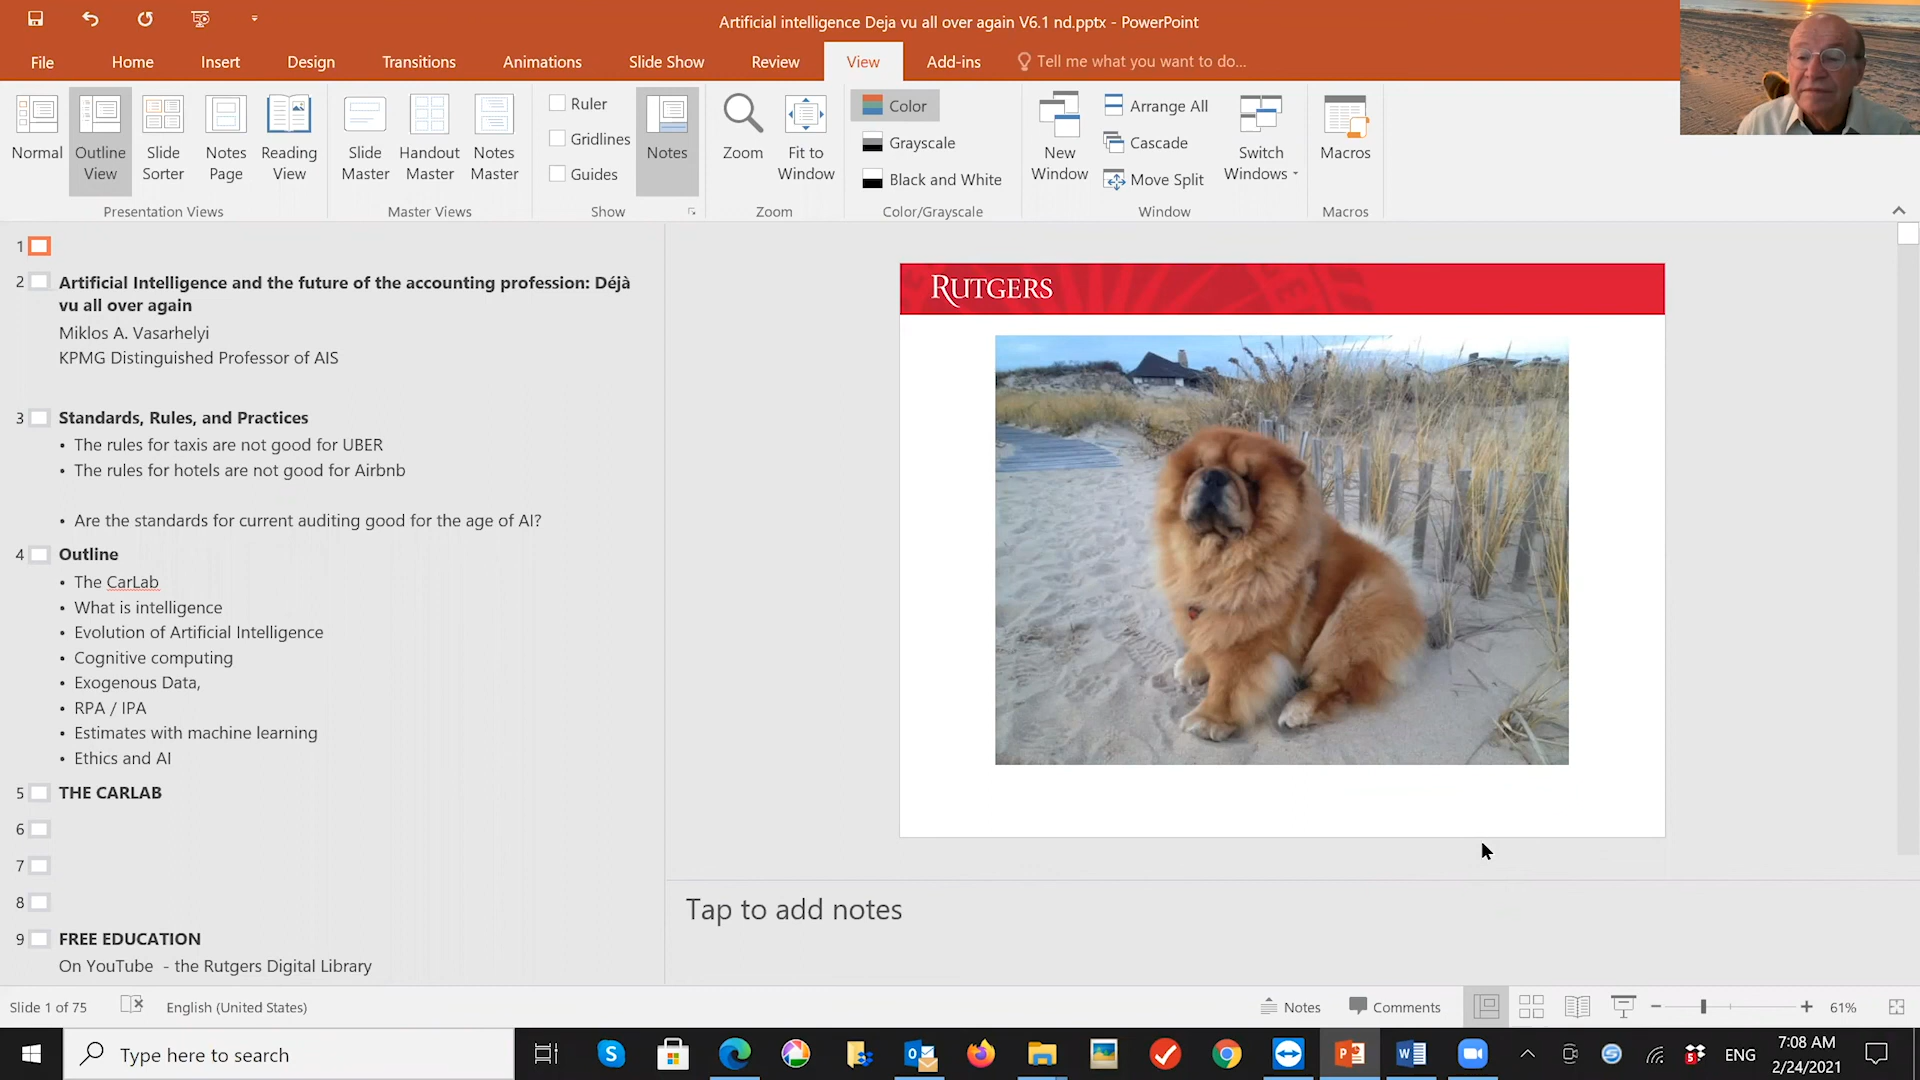 Artificial intelligence Deja vu all over again V6.1 nd.pptx - PowerPoint
File Home Insert Design Transitions Animations Slide Show Review View Add-ins Tell me what you want to do...
Normal
Outline View
Slide Sorter
Notes Page
Reading View
Presentation Views
Slide Master
Handout Master
Notes Master
Master Views
Ruler
Gridlines
Guides
Notes
Show
Zoom
Fit to Window
Zoom
Color
Grayscale
Black and White
Color/Grayscale
New Window
Arrange All
Cascade
Move Split
Switch Windows
Window
Macros
Macros
1
2 Artificial Intelligence and the future of the accounting profession: Déjà
vu all over again
Miklos A. Vasarhelyi
KPMG Distinguished Professor of AIS
3 Standards, Rules, and Practices
• The rules for taxis are not good for UBER
• The rules for hotels are not good for Airbnb
• Are the standards for current auditing good for the age of AI?
4 Outline
• The CarLab
• What is intelligence
• Evolution of Artificial Intelligence
• Cognitive computing
• Exogenous Data,
• RPA / IPA
• Estimates with machine learning
• Ethics and AI
5 THE CARLAB
6
7
8
9 FREE EDUCATION
On YouTube - the Rutgers Digital Library
RUTGERS
Tap to add notes
Slide 1 of 75 English (United States) Notes Comments 61%
Type here to search
ENG
7:08 AM
2/24/2021